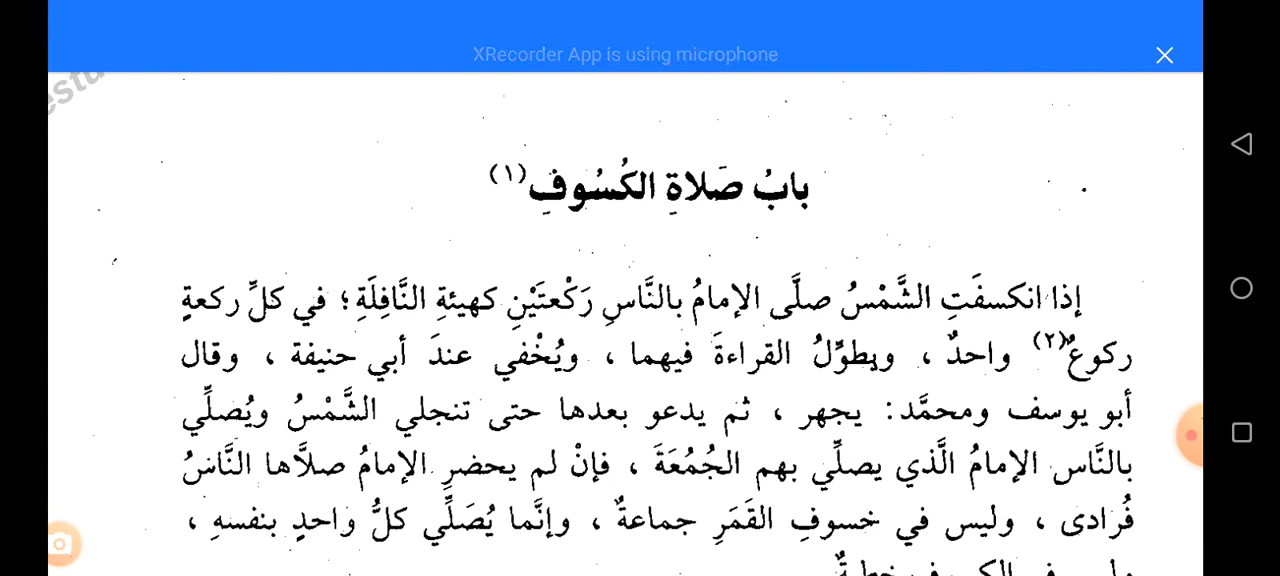 XRecorder App is using microphone
بابُ صَلاةِ الكُسُوفِ(١)
إذا انكسفَتِ الشَّمْسُ صلَّى الإمامُ بالنَّاسِ رَكْعتَيْنِ كهيئةِ النَّافِلَةِ ؛ في كلِّ ركعةٍ
ركوعٌ(٢) واحدٌ ، ويطوِّلُ القراءةَ فيهما ، ويُخْفي عندَ أبي حنيفة ، وقال
أبو يوسف ومحمَّد : يجهر ، ثم يدعو بعدها حتى تنجلي الشَّمْسُ ويُصلِّي
بالنَّاس الإمامُ الَّذي يصلِّي بهم الجُمُعَةَ ، فإنْ لم يحضرِ الإمامُ صلاَّها النَّاسُ
فُرادى ، وليس في خسوفِ القَمَرِ جماعةٌ ، وإنَّما يُصَلِّي كلُّ واحدٍ بنفسهِ ،